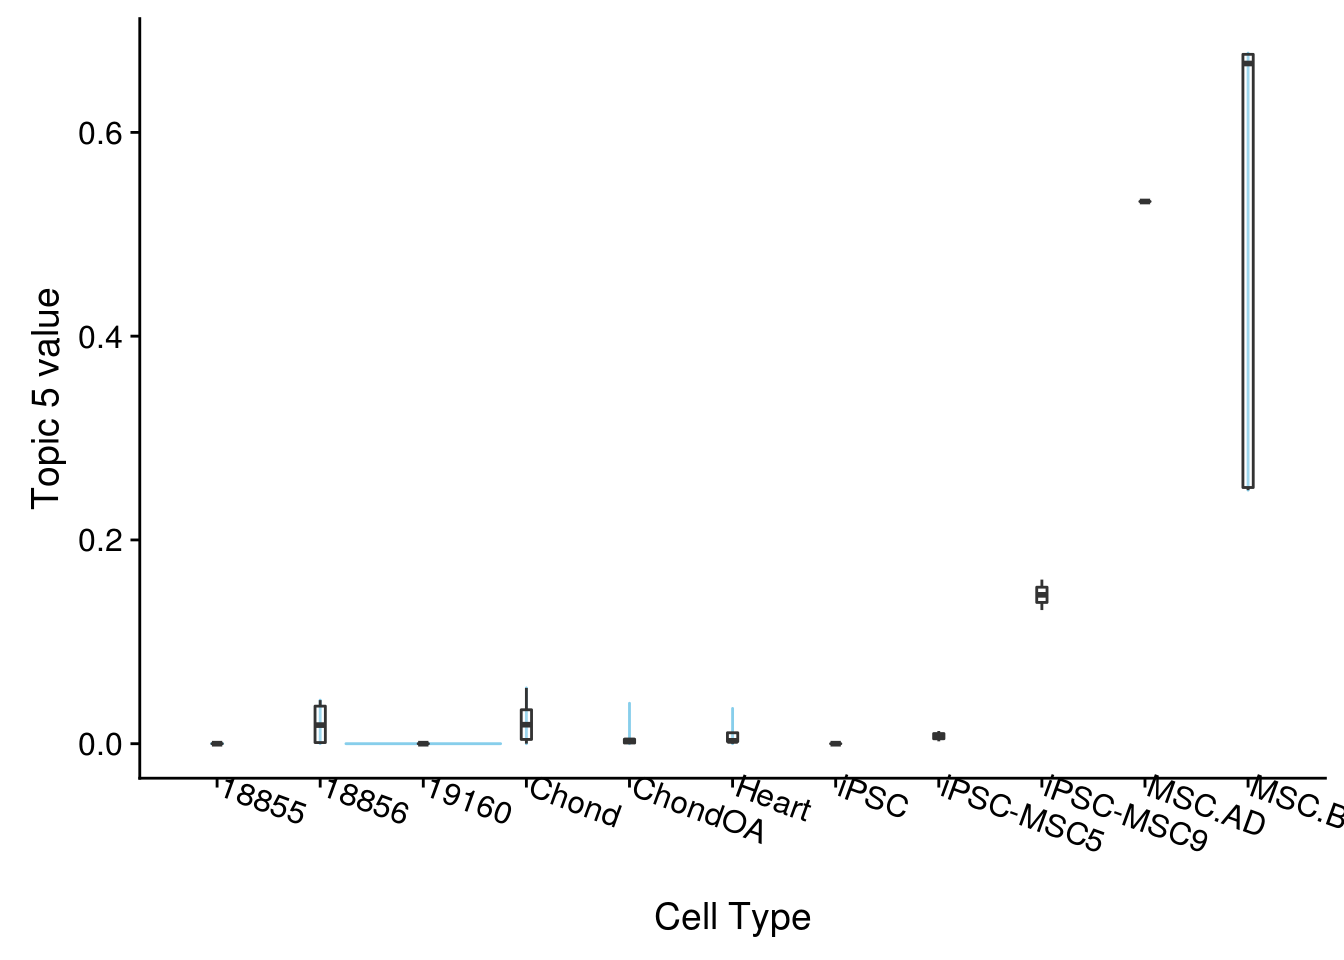 Topic 5 value
0.6
0.4
0.2
0.0
18855
18856
19160
Chond
ChondOA
Heart
iPSC
iPSC-MSC5
iPSC-MSC9
MSC.AD
MSC.B
Cell Type